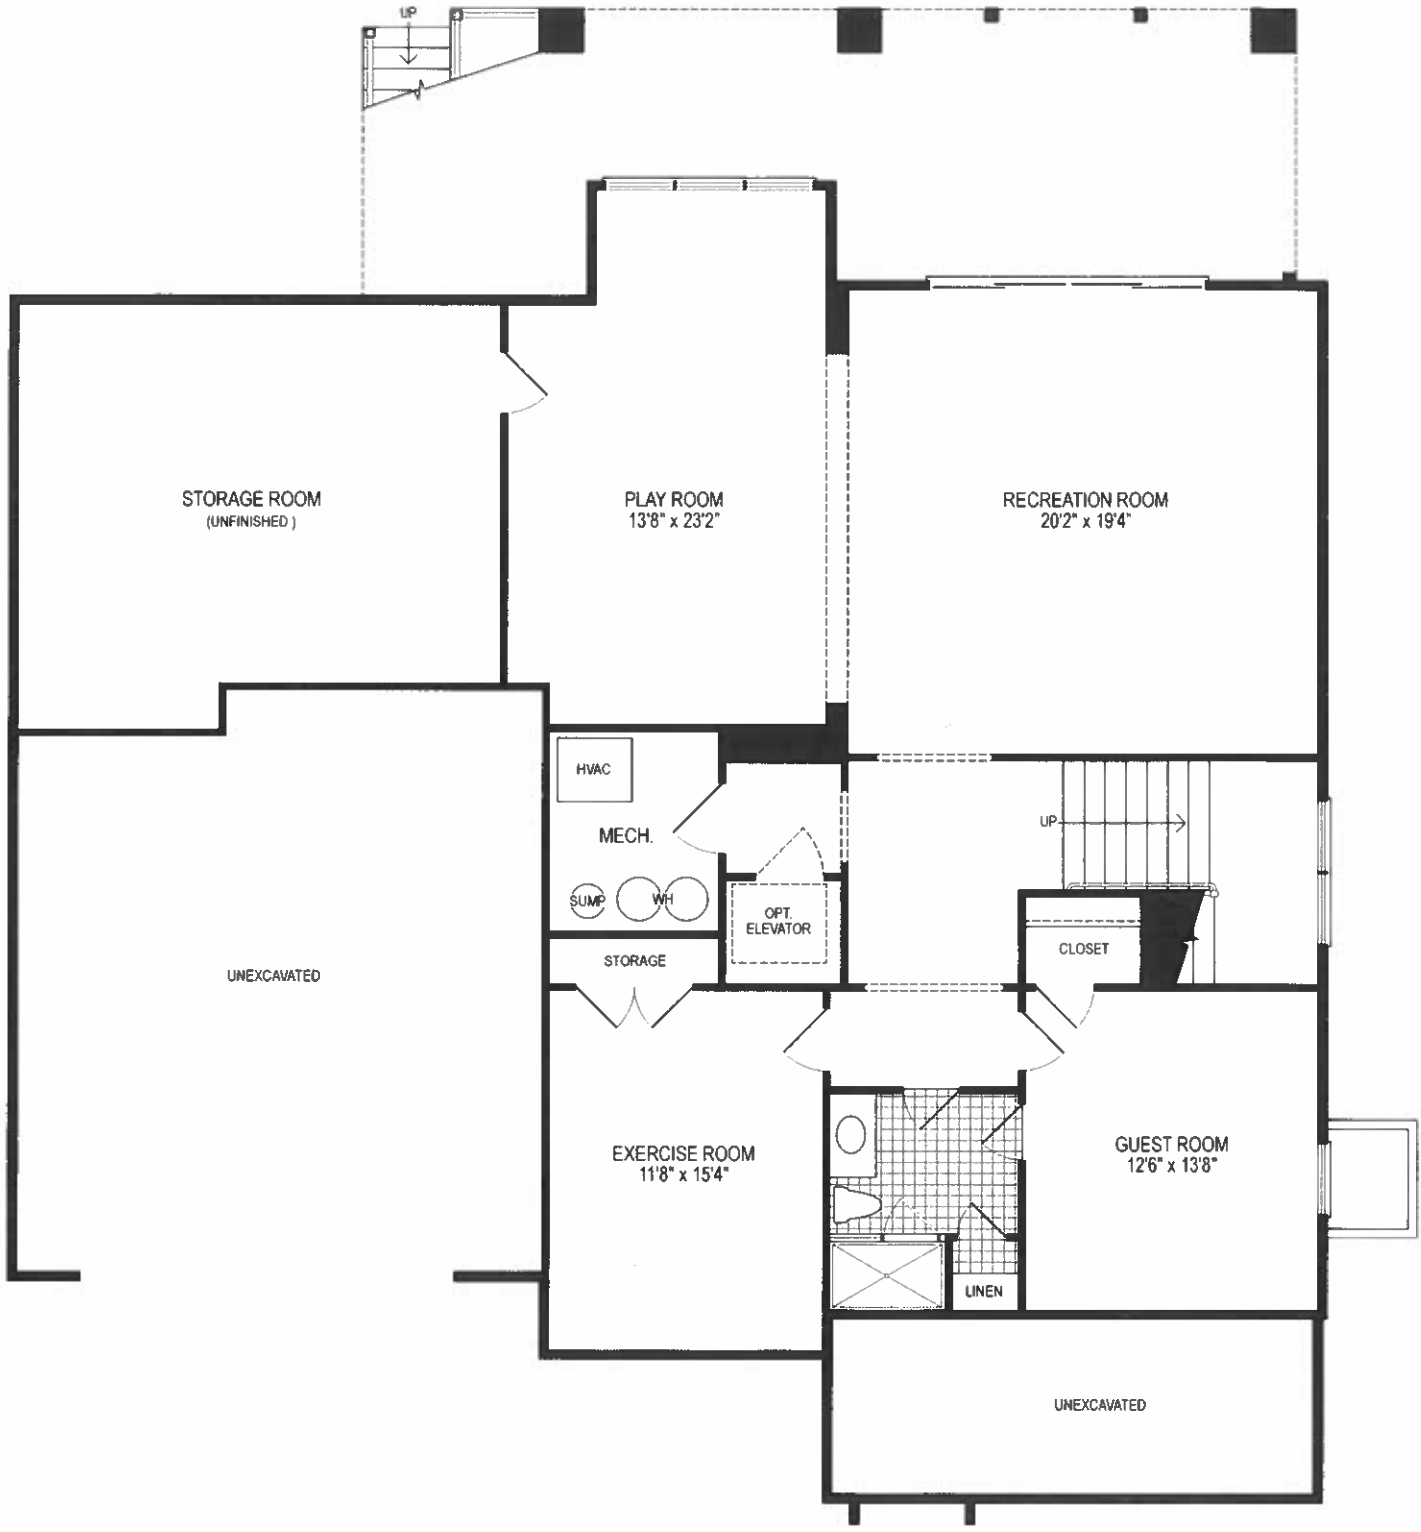 UP
STORAGE ROOM
(UNFINISHED )
PLAY ROOM
13'8" x 23'2"
RECREATION ROOM
20'2" x 19'4"
HVAC
MECH.
SUMP
WH
OPT.
ELEVATOR
UP
CLOSET
STORAGE
UNEXCAVATED
EXERCISE ROOM
11'8" x 15'4"
GUEST ROOM
12'6" x 13'8"
LINEN
UNEXCAVATED